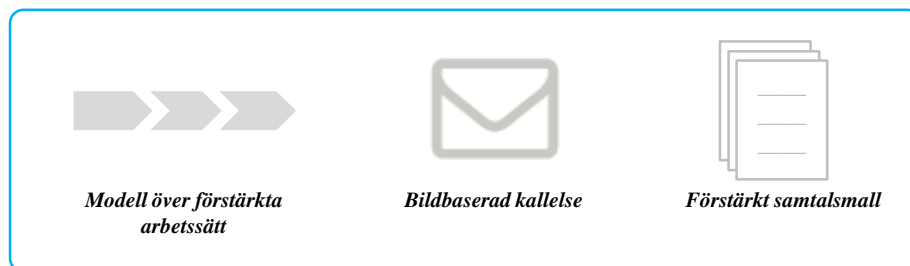 Modell över förstärkta
arbetssätt
Bildbaserad kallelse
Förstärkt samtalsmall